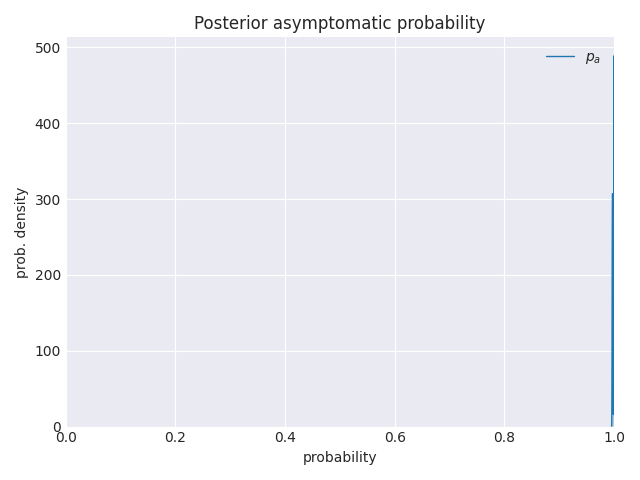 Posterior asymptomatic probability
500
400
300
200
100
0
prob. density
0.0 0.2 0.4 0.6 0.8 1.0
probability
pₐ